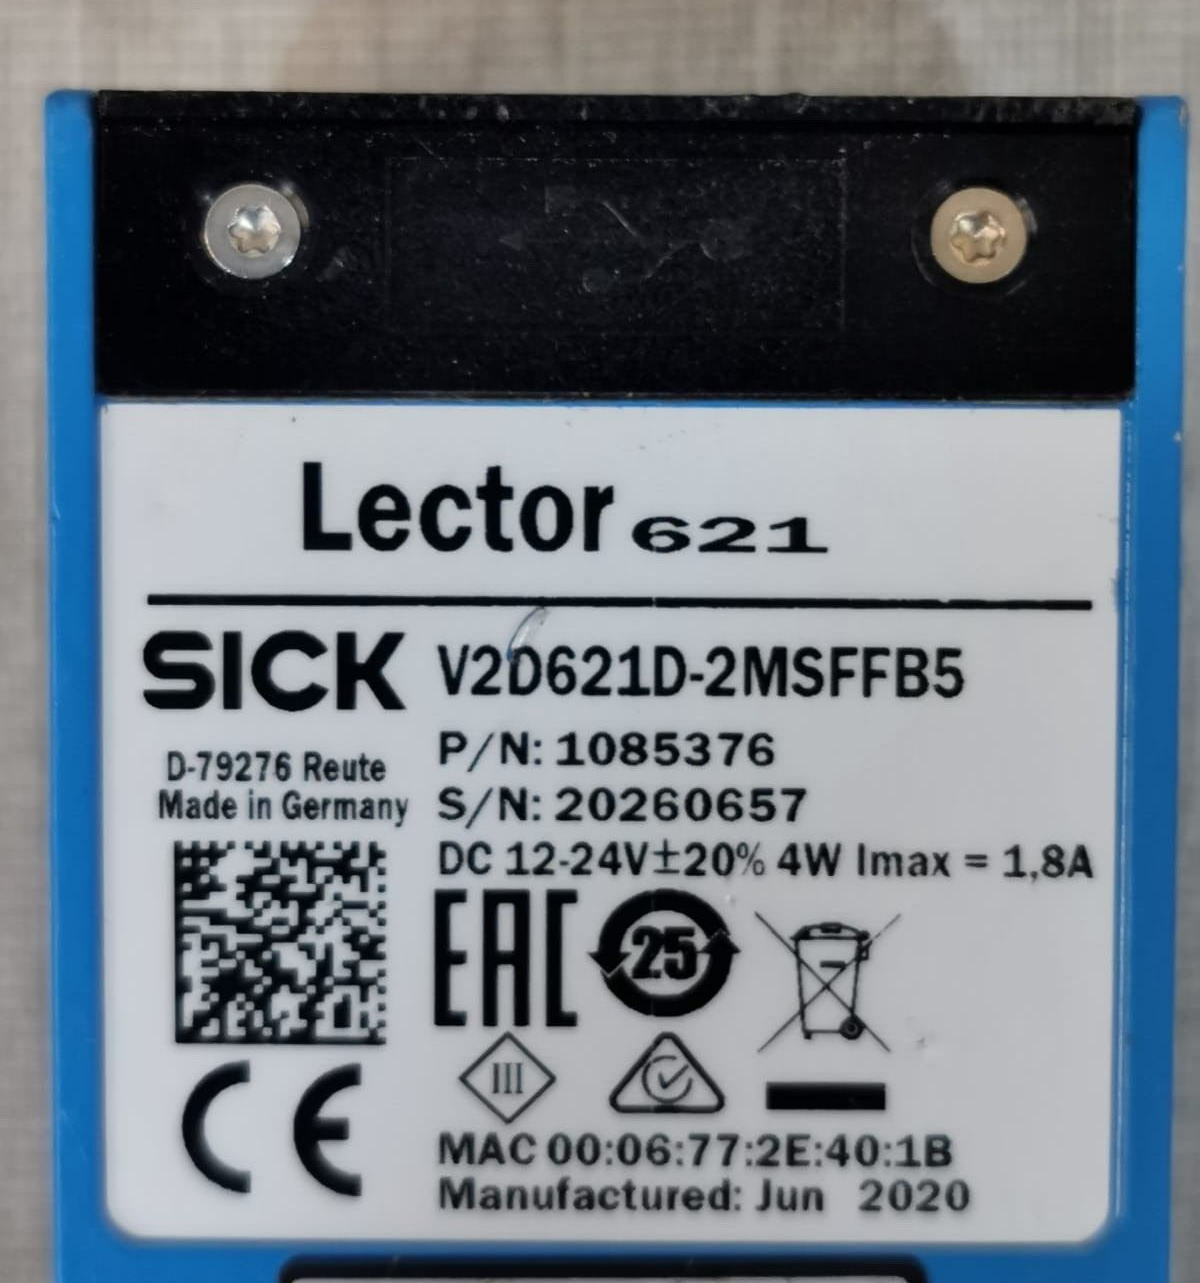 Lector 621
SICK
V2D621D-2MSFFB5
D-79276 Reute
Made in Germany
P/N: 1085376
S/N: 20260657
DC 12-24V±20% 4W Imax = 1,8A
EAC
25
CE
III
MAC 00:06:77:2E:40:1B
Manufactured: Jun 2020